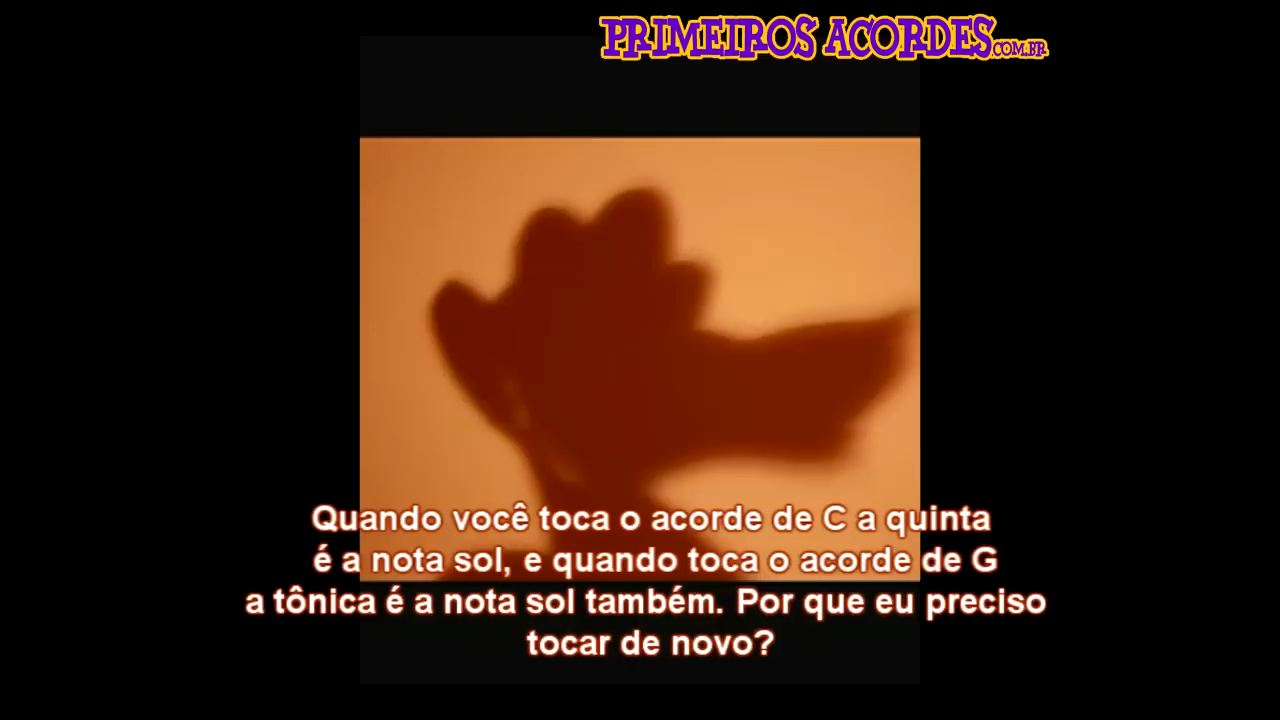 PRIMEIROS ACORDES.COM.BR
Quando você toca o acorde de C a quinta
é a nota sol, e quando toca o acorde de G
a tônica é a nota sol também. Por que eu preciso
tocar de novo?